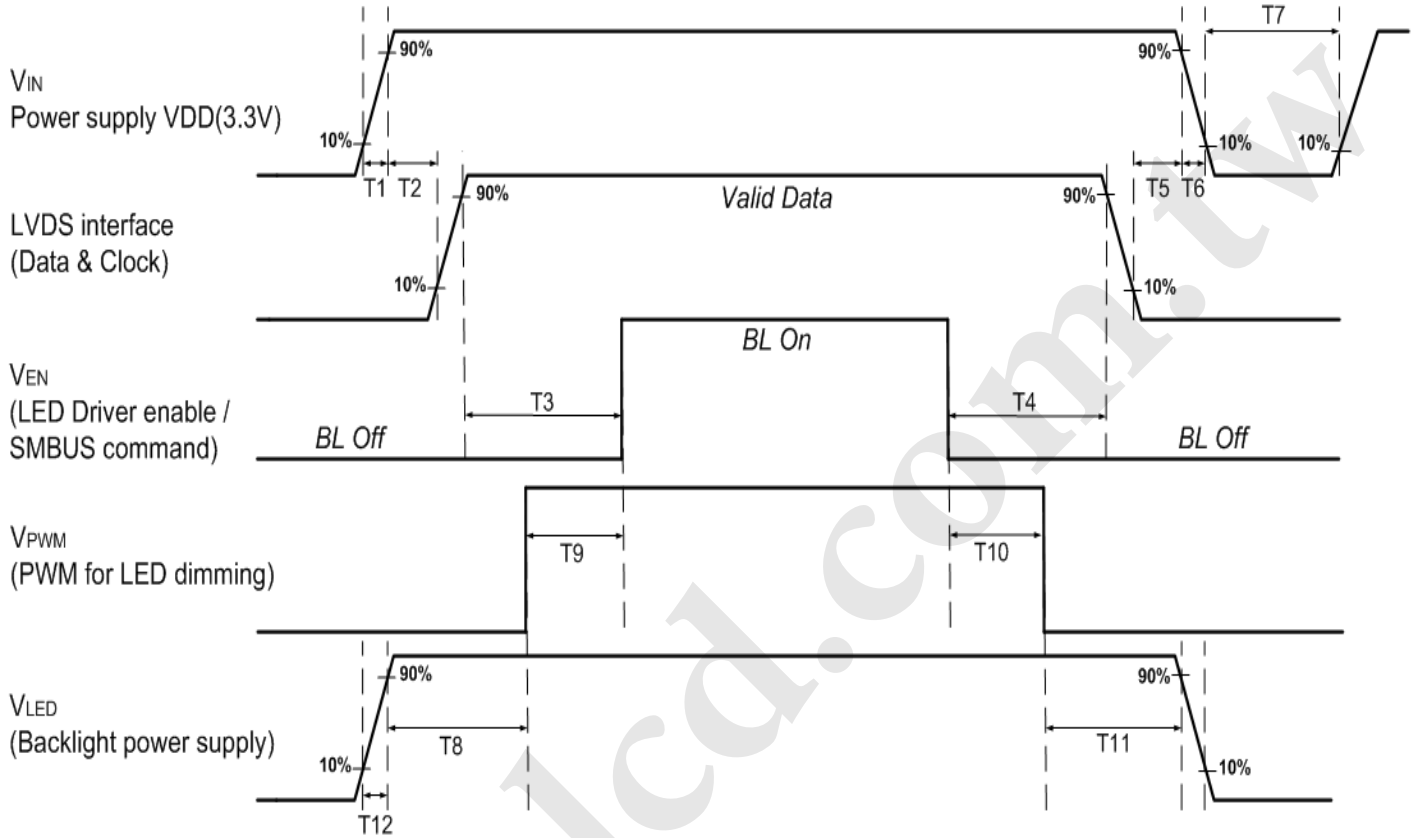 T7
90%
90%
VIN
Power supply VDD(3.3V)
10%
10%
10%
T1
T2
T5
T6
90%
Valid Data
90%
LVDS interface
(Data & Clock)
10%
10%
BL On
VEN
(LED Driver enable /
SMBUS command)
T3
T4
BL Off
BL Off
VPWM
(PWM for LED dimming)
T9
T10
90%
90%
VLED
(Backlight power supply)
T8
T11
10%
10%
T12
lcd.com.tw